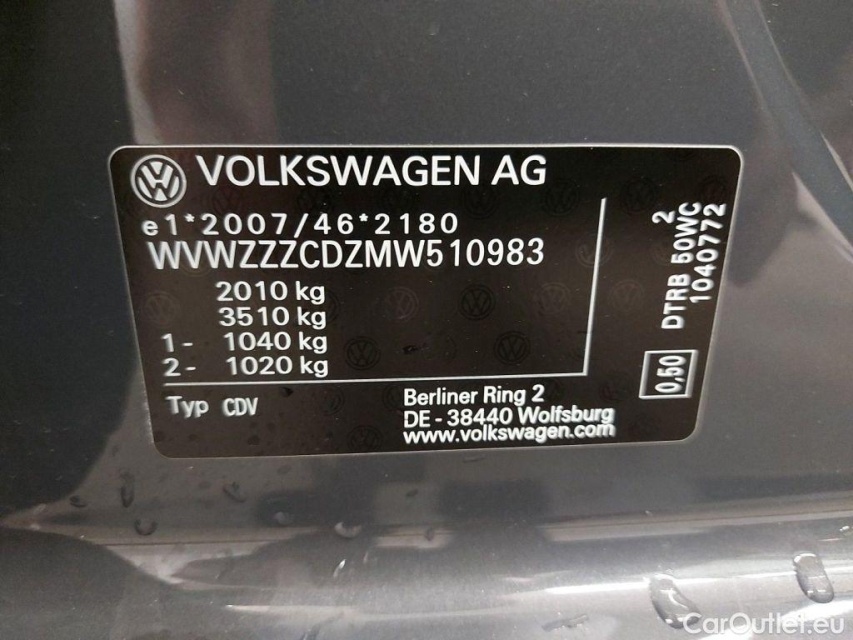 VOLKSWAGEN AG
e1*2007/46*2180
WVWZZZCDZMW510983
2010 kg
3510 kg
1- 1040 kg
2- 1020 kg
Typ CDV
Berliner Ring 2
DE-38440 Wolfsburg
www.volkswagen.com
2
DTRB 50WC
1040772
0,50
CarOutlet.eu